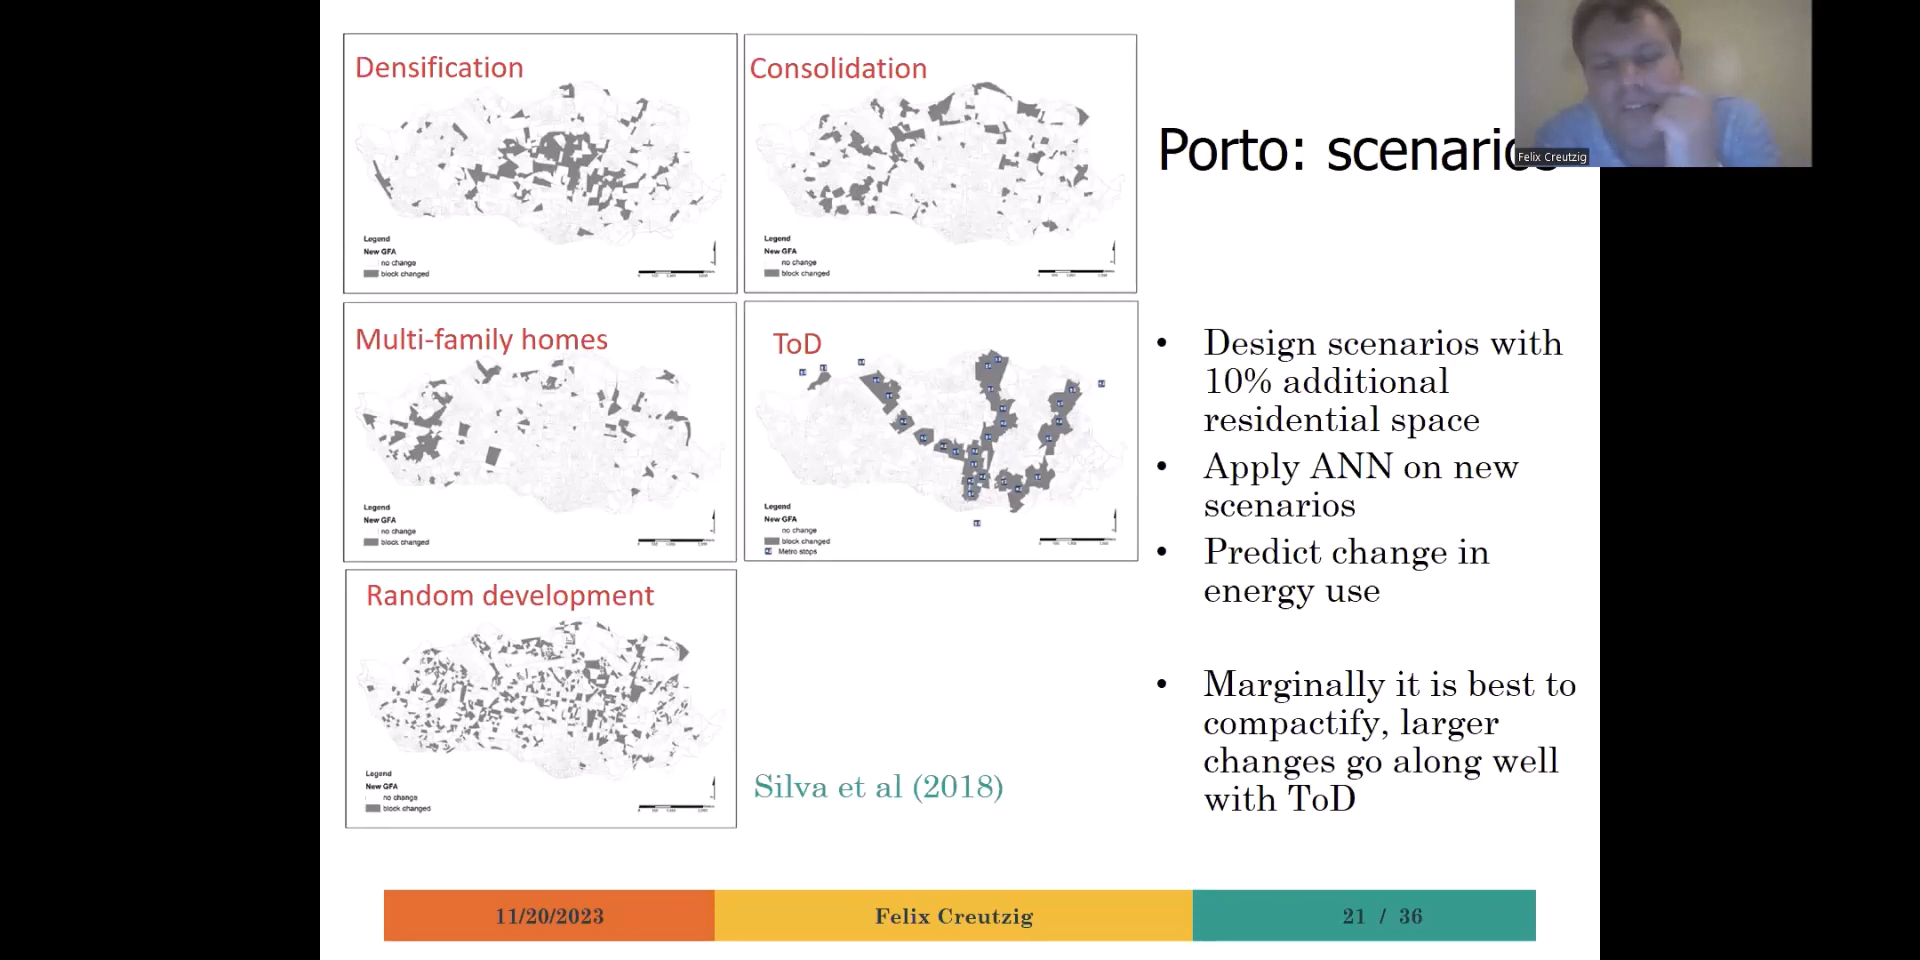 Densification
Legend
New GFA
no change
block changed
Consolidation
Legend
New GFA
no change
block changed
Multi-family homes
Legend
New GFA
no change
block changed
ToD
Legend
New GFA
no change
block changed
Metro stops
Random development
Legend
New GFA
no change
block changed
Silva et al (2018)
Porto:
Felix Creutzig
• Design scenarios with
10% additional
residential space
• Apply ANN on new
scenarios
• Predict change in
energy use
• Marginally it is best to
compactify, larger
changes go along well
with ToD
11/20/2023
Felix Creutzig
21 / 36